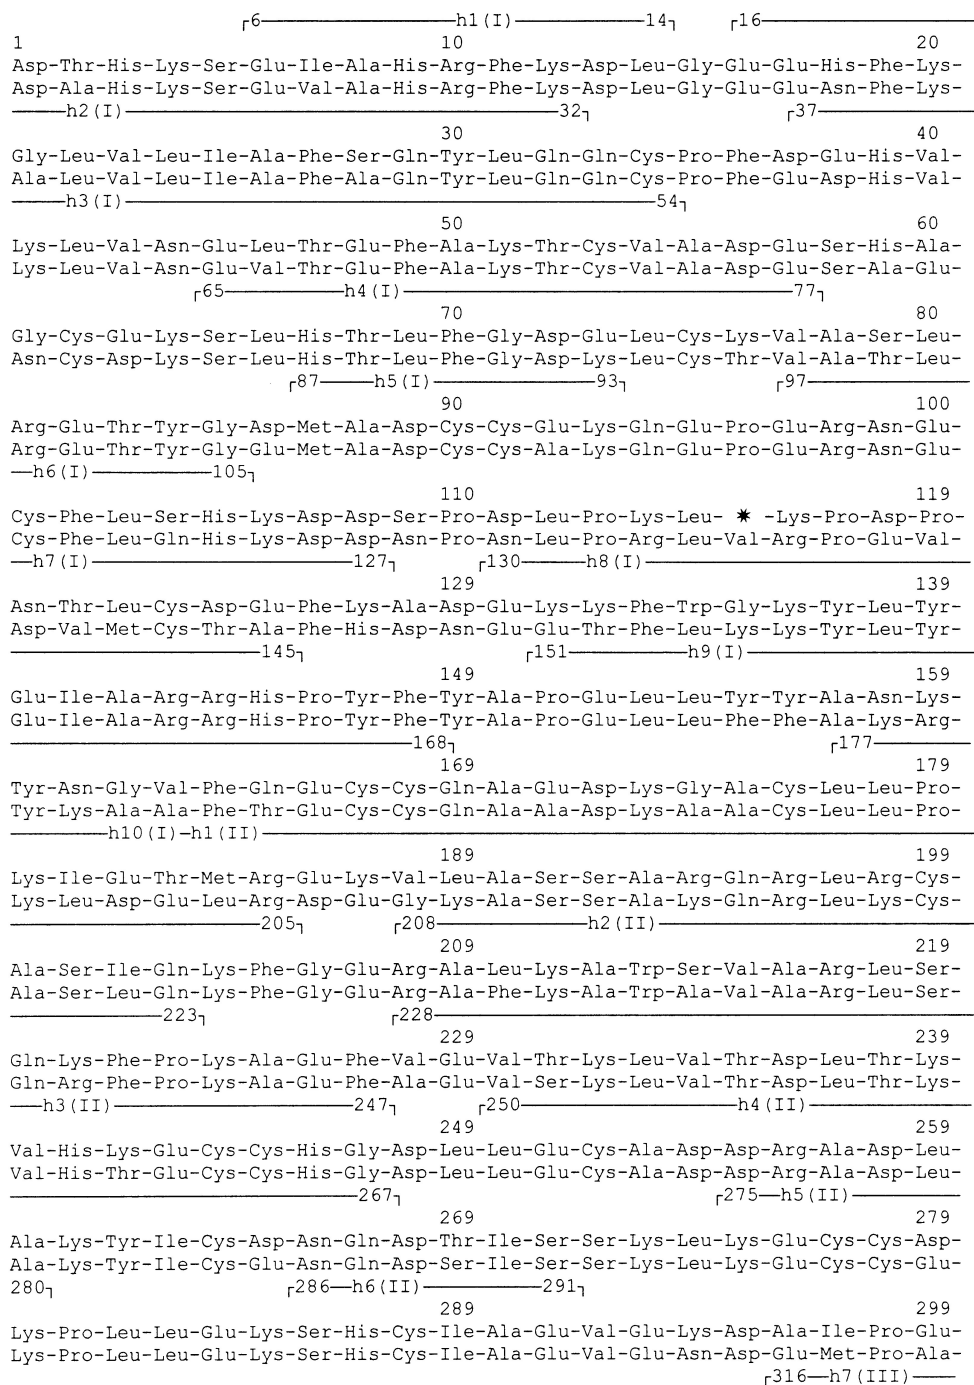 ┌6————h1(I)————14┐ ┌16————
1 10 20
Asp-Thr-His-Lys-Ser-Glu-Ile-Ala-His-Arg-Phe-Lys-Asp-Leu-Gly-Glu-Glu-His-Phe-Lys-
Asp-Ala-His-Lys-Ser-Glu-Val-Ala-His-Arg-Phe-Lys-Asp-Leu-Gly-Glu-Glu-Asn-Phe-Lys-
——h2(I)————32┐ ┌37————
30 40
Gly-Leu-Val-Leu-Ile-Ala-Phe-Ser-Gln-Tyr-Leu-Gln-Gln-Cys-Pro-Phe-Asp-Glu-His-Val-
Ala-Leu-Val-Leu-Ile-Ala-Phe-Ala-Gln-Tyr-Leu-Gln-Gln-Cys-Pro-Phe-Glu-Asp-His-Val-
——h3(I)————54┐
50 60
Lys-Leu-Val-Asn-Glu-Leu-Thr-Glu-Phe-Ala-Lys-Thr-Cys-Val-Ala-Asp-Glu-Ser-His-Ala-
Lys-Leu-Val-Asn-Glu-Val-Thr-Glu-Phe-Ala-Lys-Thr-Cys-Val-Ala-Asp-Glu-Ser-Ala-Glu-
┌65————h4(I)————77┐
70 80
Gly-Cys-Glu-Lys-Ser-Leu-His-Thr-Leu-Phe-Gly-Asp-Glu-Leu-Cys-Lys-Val-Ala-Ser-Leu-
Asn-Cys-Asp-Lys-Ser-Leu-His-Thr-Leu-Phe-Gly-Asp-Lys-Leu-Cys-Thr-Val-Ala-Thr-Leu-
┌87——h5(I)————93┐ ┌97————
90 100
Arg-Glu-Thr-Tyr-Gly-Asp-Met-Ala-Asp-Cys-Cys-Glu-Lys-Gln-Glu-Pro-Glu-Arg-Asn-Glu-
Arg-Glu-Thr-Tyr-Gly-Glu-Met-Ala-Asp-Cys-Cys-Ala-Lys-Gln-Glu-Pro-Glu-Arg-Asn-Glu-
—h6(I)————105┐
110 119
Cys-Phe-Leu-Ser-His-Lys-Asp-Asp-Ser-Pro-Asp-Leu-Pro-Lys-Leu- ✷ -Lys-Pro-Asp-Pro-
Cys-Phe-Leu-Gln-His-Lys-Asp-Asp-Asn-Pro-Asn-Leu-Pro-Arg-Leu-Val-Arg-Pro-Glu-Val-
—h7(I)————127┐ ┌130——h8(I)————
129 139
Asn-Thr-Leu-Cys-Asp-Glu-Phe-Lys-Ala-Asp-Glu-Lys-Lys-Phe-Trp-Gly-Lys-Tyr-Leu-Tyr-
Asp-Val-Met-Cys-Thr-Ala-Phe-His-Asp-Asn-Glu-Glu-Thr-Phe-Leu-Lys-Lys-Tyr-Leu-Tyr-
————145┐ ┌151————h9(I)————
149 159
Glu-Ile-Ala-Arg-Arg-His-Pro-Tyr-Phe-Tyr-Ala-Pro-Glu-Leu-Leu-Tyr-Tyr-Ala-Asn-Lys-
Glu-Ile-Ala-Arg-Arg-His-Pro-Tyr-Phe-Tyr-Ala-Pro-Glu-Leu-Leu-Phe-Phe-Ala-Lys-Arg-
————168┐ ┌177————
169 179
Tyr-Asn-Gly-Val-Phe-Gln-Glu-Cys-Cys-Gln-Ala-Glu-Asp-Lys-Gly-Ala-Cys-Leu-Leu-Pro-
Tyr-Lys-Ala-Ala-Phe-Thr-Glu-Cys-Cys-Gln-Ala-Ala-Asp-Lys-Ala-Ala-Cys-Leu-Leu-Pro-
————h10(I)—h1(II)————
189 199
Lys-Ile-Glu-Thr-Met-Arg-Glu-Lys-Val-Leu-Ala-Ser-Ser-Ala-Arg-Gln-Arg-Leu-Arg-Cys-
Lys-Leu-Asp-Glu-Leu-Arg-Asp-Glu-Gly-Lys-Ala-Ser-Ser-Ala-Lys-Gln-Arg-Leu-Lys-Cys-
————205┐ ┌208————h2(II)————
209 219
Ala-Ser-Ile-Gln-Lys-Phe-Gly-Glu-Arg-Ala-Leu-Lys-Ala-Trp-Ser-Val-Ala-Arg-Leu-Ser-
Ala-Ser-Leu-Gln-Lys-Phe-Gly-Glu-Arg-Ala-Phe-Lys-Ala-Trp-Ala-Val-Ala-Arg-Leu-Ser-
————223┐ ┌228————
229 239
Gln-Lys-Phe-Pro-Lys-Ala-Glu-Phe-Val-Glu-Val-Thr-Lys-Leu-Val-Thr-Asp-Leu-Thr-Lys-
Gln-Arg-Phe-Pro-Lys-Ala-Glu-Phe-Ala-Glu-Val-Ser-Lys-Leu-Val-Thr-Asp-Leu-Thr-Lys-
—h3(II)————247┐ ┌250————h4(II)————
249 259
Val-His-Lys-Glu-Cys-Cys-His-Gly-Asp-Leu-Leu-Glu-Cys-Ala-Asp-Asp-Arg-Ala-Asp-Leu-
Val-His-Thr-Glu-Cys-Cys-His-Gly-Asp-Leu-Leu-Glu-Cys-Ala-Asp-Asp-Arg-Ala-Asp-Leu-
————267┐ ┌275—h5(II)————
269 279
Ala-Lys-Tyr-Ile-Cys-Asp-Asn-Gln-Asp-Thr-Ile-Ser-Ser-Lys-Leu-Lys-Glu-Cys-Cys-Asp-
Ala-Lys-Tyr-Ile-Cys-Glu-Asn-Gln-Asp-Ser-Ile-Ser-Ser-Lys-Leu-Lys-Glu-Cys-Cys-Glu-
280┐ ┌286—h6(II)————291┐
289 299
Lys-Pro-Leu-Leu-Glu-Lys-Ser-His-Cys-Ile-Ala-Glu-Val-Glu-Lys-Asp-Ala-Ile-Pro-Glu-
Lys-Pro-Leu-Leu-Glu-Lys-Ser-His-Cys-Ile-Ala-Glu-Val-Glu-Asn-Asp-Glu-Met-Pro-Ala-
┌316—h7(III)——